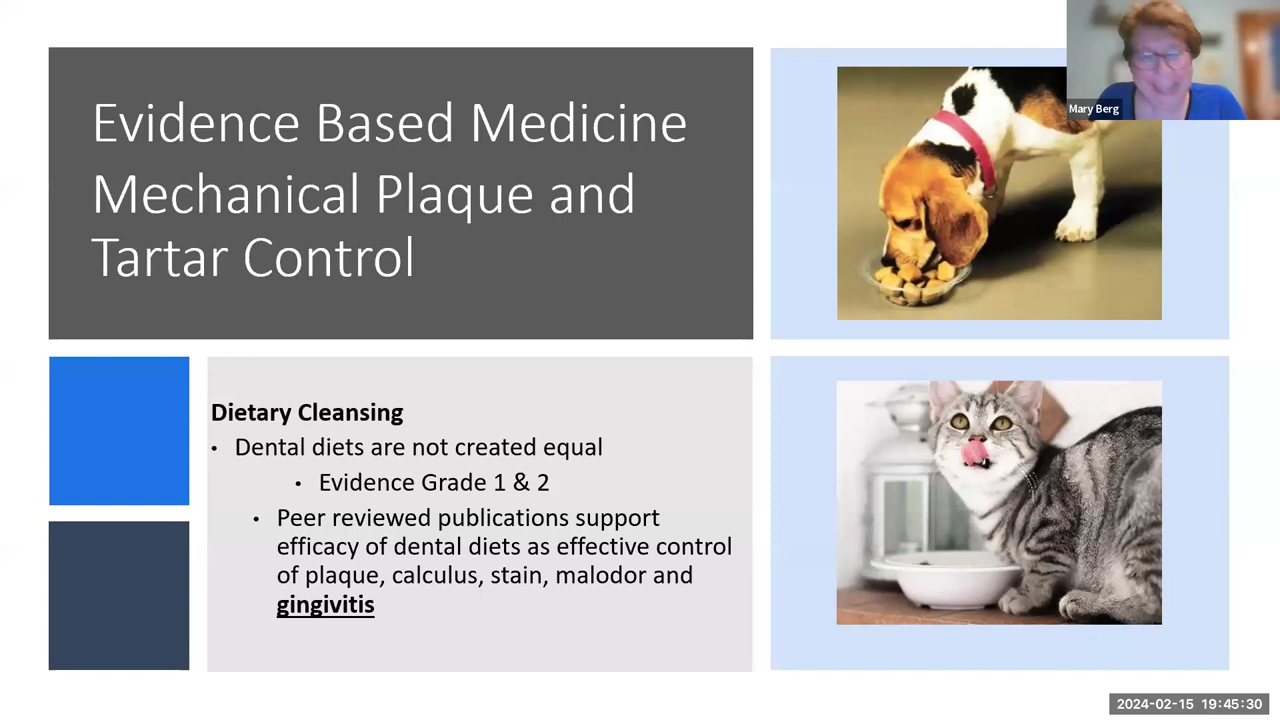 Evidence Based Medicine
Mechanical Plaque and
Tartar Control
Mary Berg
Dietary Cleansing
• Dental diets are not created equal
• Evidence Grade 1 & 2
• Peer reviewed publications support
efficacy of dental diets as effective control
of plaque, calculus, stain, malodor and
gingivitis
2024-02-15 19:45:30